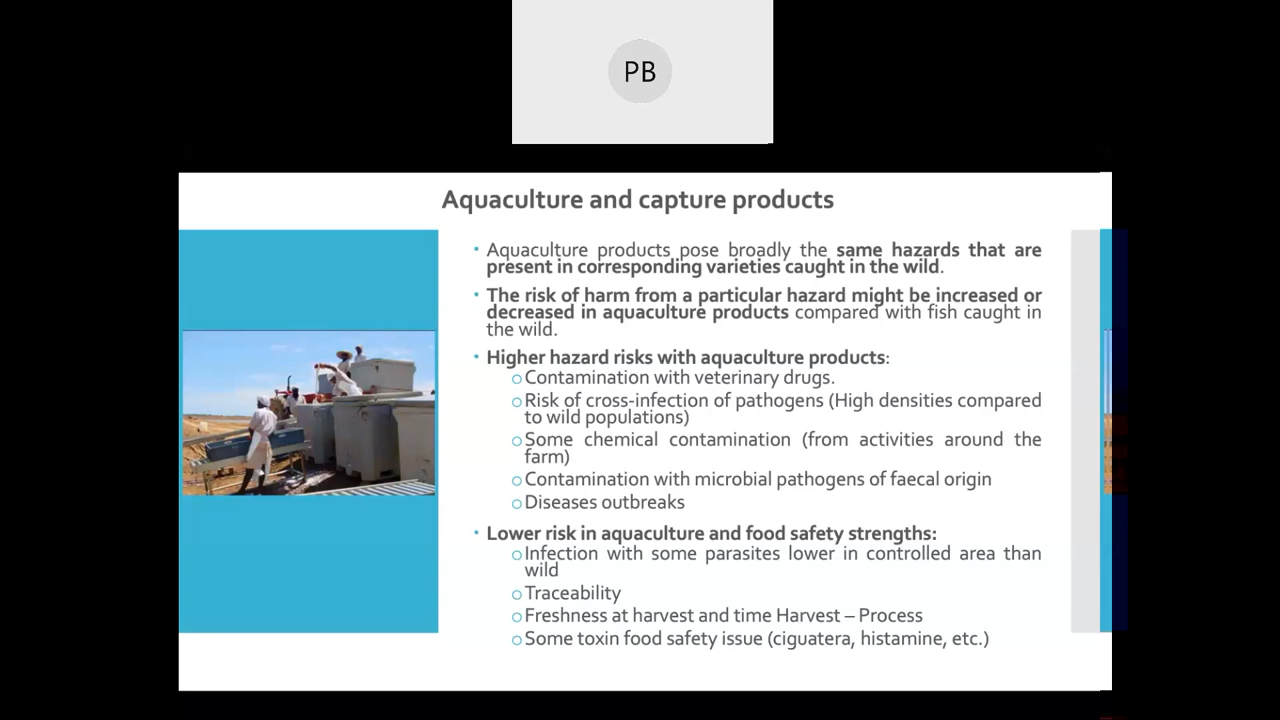 PB
Aquaculture and capture products
• Aquaculture products pose broadly the same hazards that are
present in corresponding varieties caught in the wild.
• The risk of harm from a particular hazard might be increased or
decreased in aquaculture products compared with fish caught in
the wild.
• Higher hazard risks with aquaculture products:
o Contamination with veterinary drugs.
o Risk of cross-infection of pathogens (High densities compared
to wild populations)
o Some chemical contamination (from activities around the
farm)
o Contamination with microbial pathogens of faecal origin
o Diseases outbreaks
• Lower risk in aquaculture and food safety strengths:
o Infection with some parasites lower in controlled area than
wild
o Traceability
o Freshness at harvest and time Harvest – Process
o Some toxin food safety issue (ciguatera, histamine, etc.)